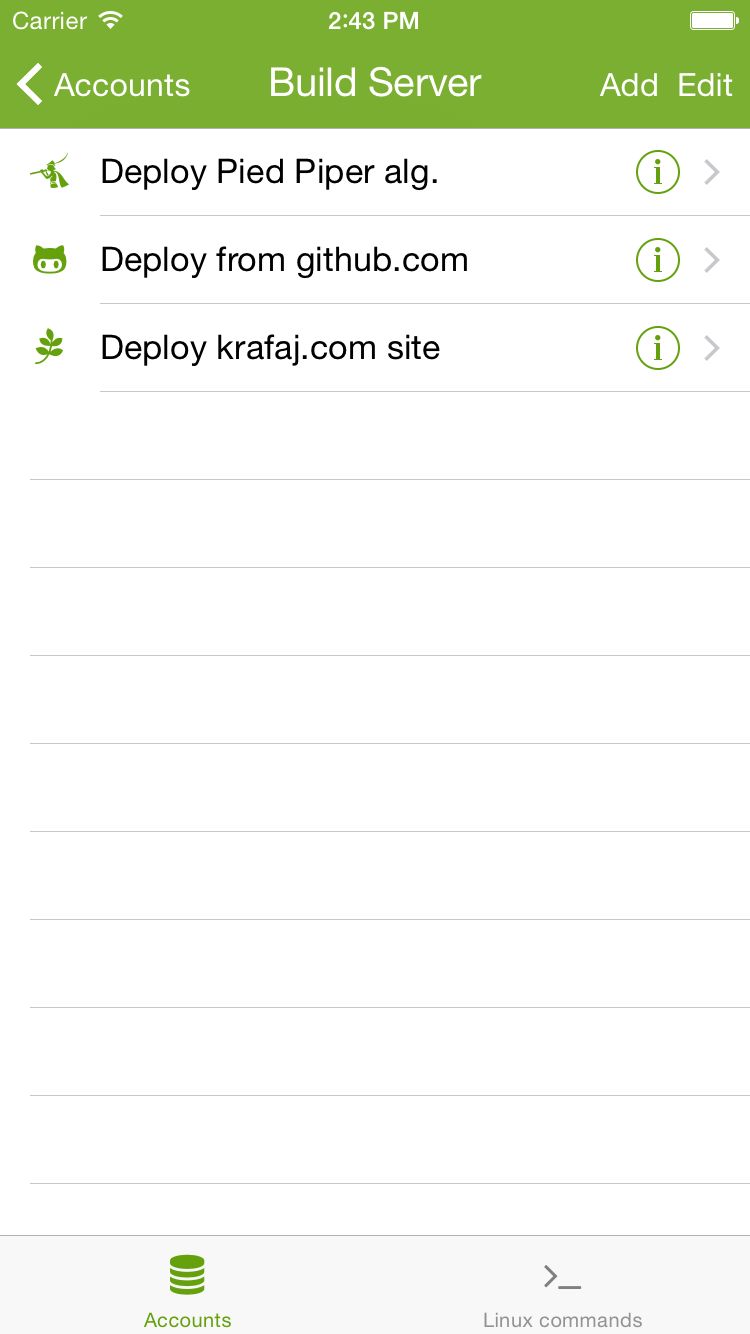 Carrier 2:43 PM
Accounts Build Server Add Edit
Deploy Pied Piper alg.
Deploy from github.com
Deploy krafaj.com site
Accounts Linux commands